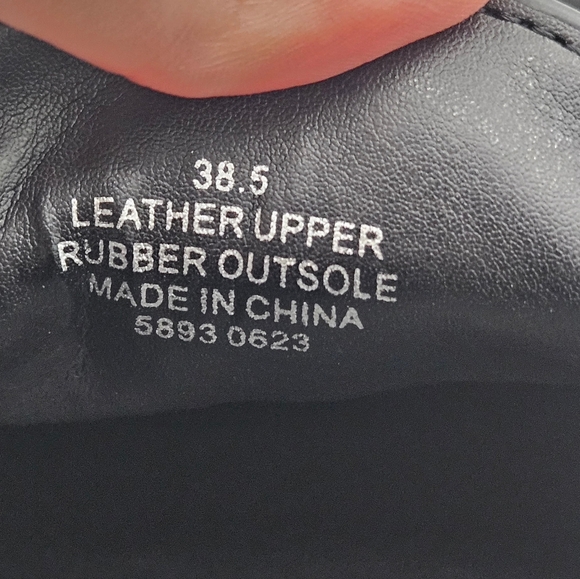 38.5
LEATHER UPPER
RUBBER OUTSOLE
MADE IN CHINA
5893 0623